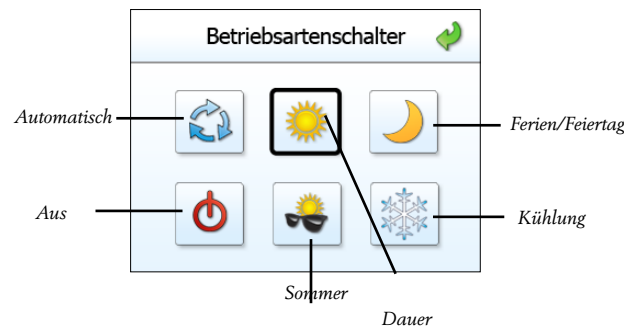 Betriebsartenschalter
Automatisch
Ferien/Feiertag
Aus
Kühlung
Sommer
Dauer